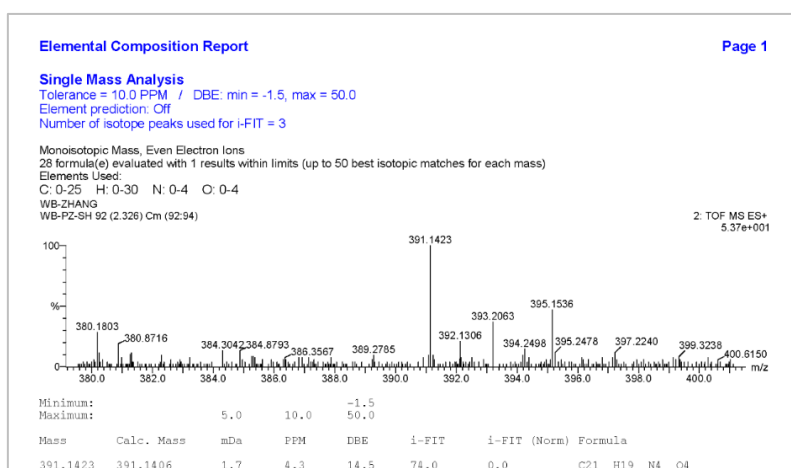 Elemental Composition Report Page 1
Single Mass Analysis
Tolerance = 10.0 PPM / DBE: min = -1.5, max = 50.0
Element prediction: Off
Number of isotope peaks used for i-FIT = 3
Monoisotopic Mass, Even Electron Ions
28 formula(e) evaluated with 1 results within limits (up to 50 best isotopic matches for each mass)
Elements Used:
C: 0-25 H: 0-30 N: 0-4 O: 0-4
WB-ZHANG
WB-PZ-SH 92 (2.326) Cm (92:94) 2: TOF MS ES+
5.37e+001
391.1423
100
%
0
380.1803
380.8716
384.3042
384.8793
386.3567
389.2785
392.1306
393.2063
394.2498
395.1536
395.2478
397.2240
399.3238
400.6150
380.0 382.0 384.0 386.0 388.0 390.0 392.0 394.0 396.0 398.0 400.0 m/z
Minimum: -1.5
Maximum: 5.0 10.0 50.0
Mass Calc. Mass mDa PPM DBE i-FIT i-FIT (Norm) Formula
391.1423 391.1406 1.7 4.3 14.5 74.0 0.0 C21 H19 N4 O4